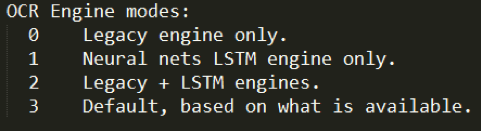 OCR Engine modes:
0 Legacy engine only.
1 Neural nets LSTM engine only.
2 Legacy + LSTM engines.
3 Default, based on what is available.